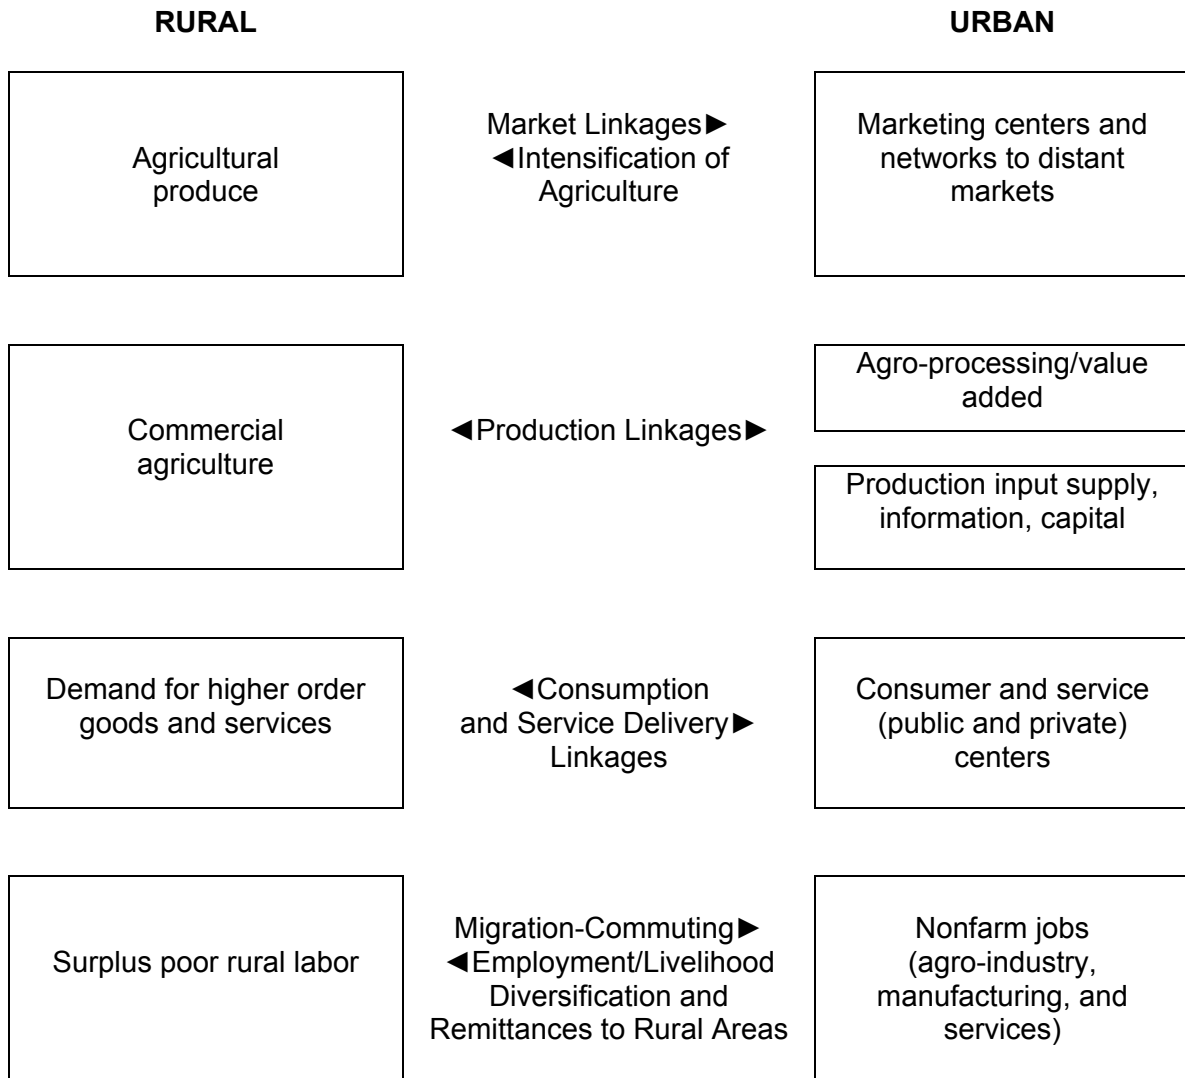 RURAL
URBAN
Agricultural
produce
Market Linkages►
◄Intensification of
Agriculture
Marketing centers and
networks to distant
markets
Commercial
agriculture
◄Production Linkages►
Agro-processing/value
added
Production input supply,
information, capital
Demand for higher order
goods and services
◄Consumption
and Service Delivery►
Linkages
Consumer and service
(public and private)
centers
Surplus poor rural labor
Migration-Commuting►
◄Employment/Livelihood
Diversification and
Remittances to Rural Areas
Nonfarm jobs
(agro-industry,
manufacturing, and
services)